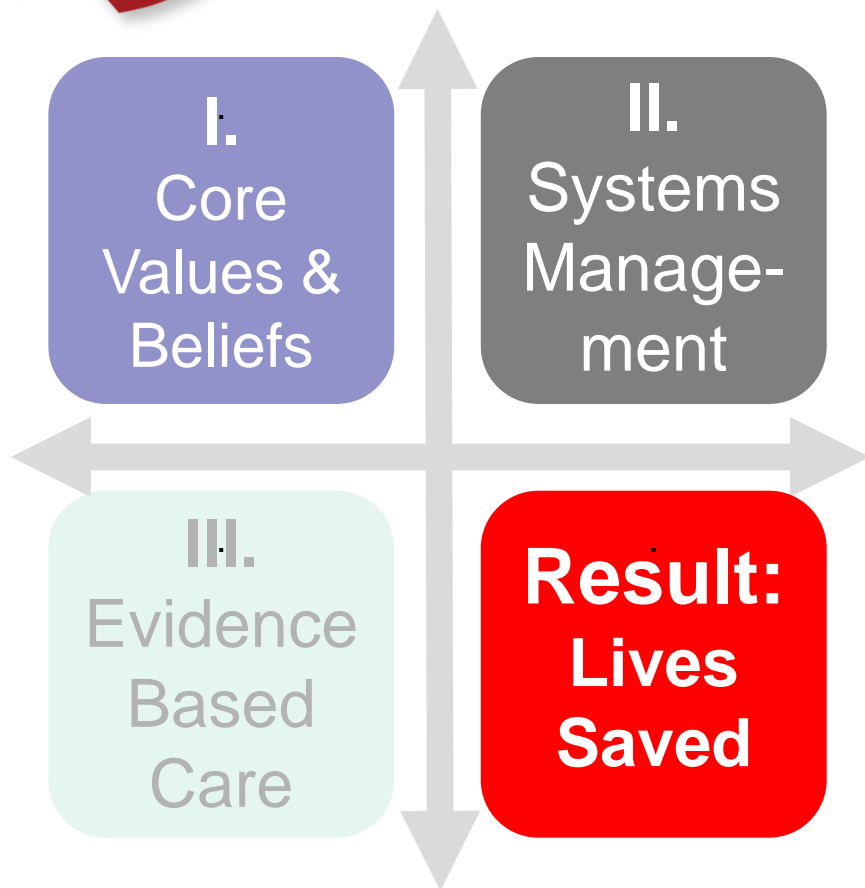 I.
Core
Values &
Beliefs
II.
Systems
Manage-
ment
III.
Evidence
Based
Care
Result:
Lives
Saved